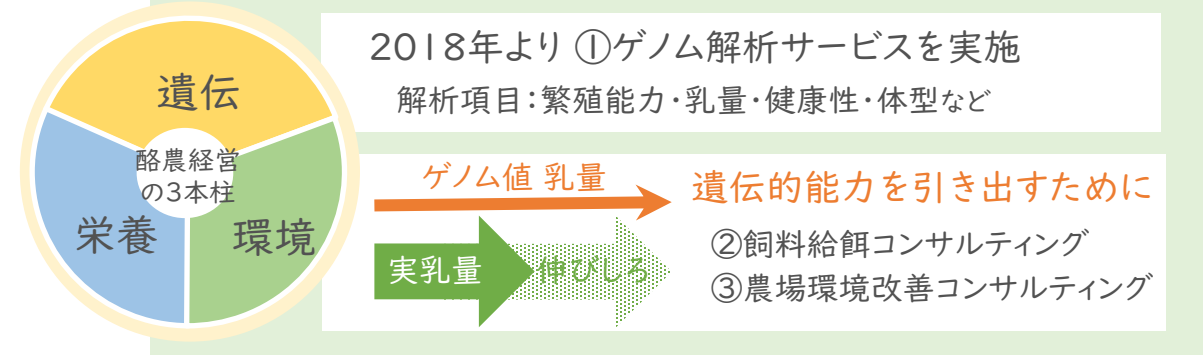 遺伝
酪農経営
の3本柱
栄養
環境
2018年より ①ゲノム解析サービスを実施
解析項目：繁殖能力・乳量・健康性・体型など
ゲノム値 乳量
実乳量
伸びしろ
遺伝的能力を引き出すために
②飼料給餌コンサルティング
③農場環境改善コンサルティング